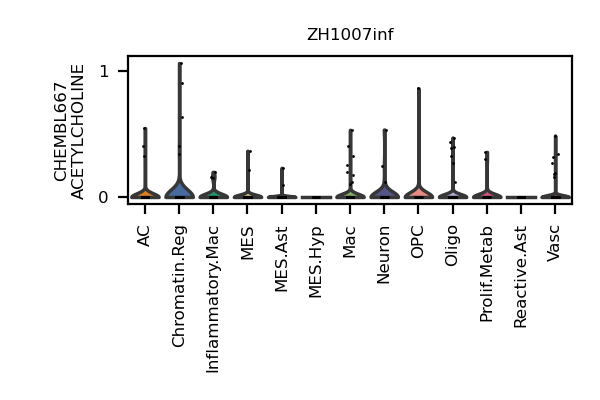 ZH1007inf
CHEMBL667
ACETYLCHOLINE
1
0
AC
Chromatin.Reg
Inflammatory.Mac
MES
MES.Ast
MES.Hyp
Mac
Neuron
OPC
Oligo
Prolif.Metab
Reactive.Ast
Vasc